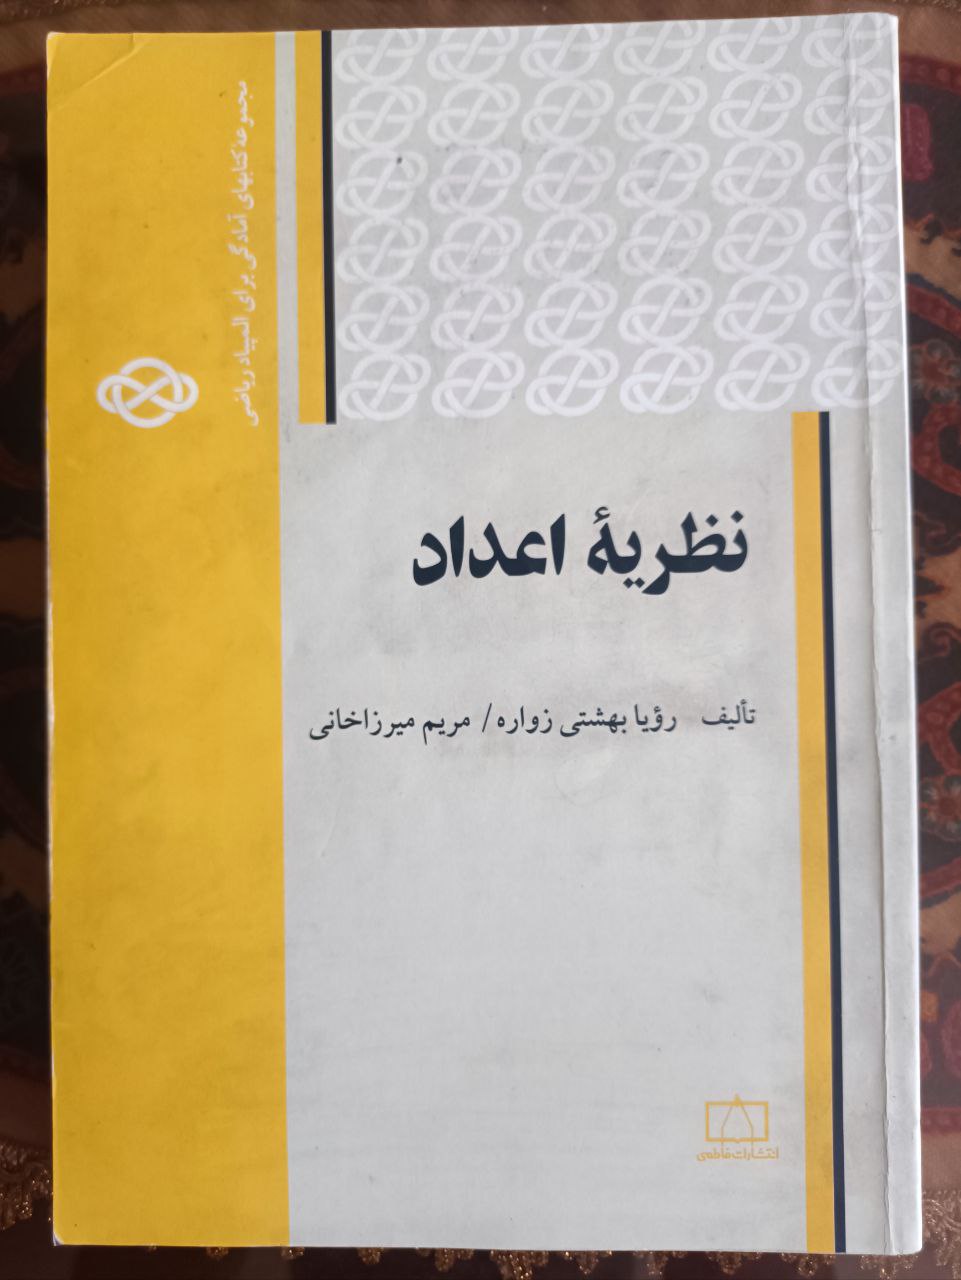 مجموعهٔ کتابهای آمادگی برای المپیاد ریاضی
نظریهٔ اعداد
تألیف رؤیا بهشتی زواره / مریم میرزاخانی
انتشارات فاطمی